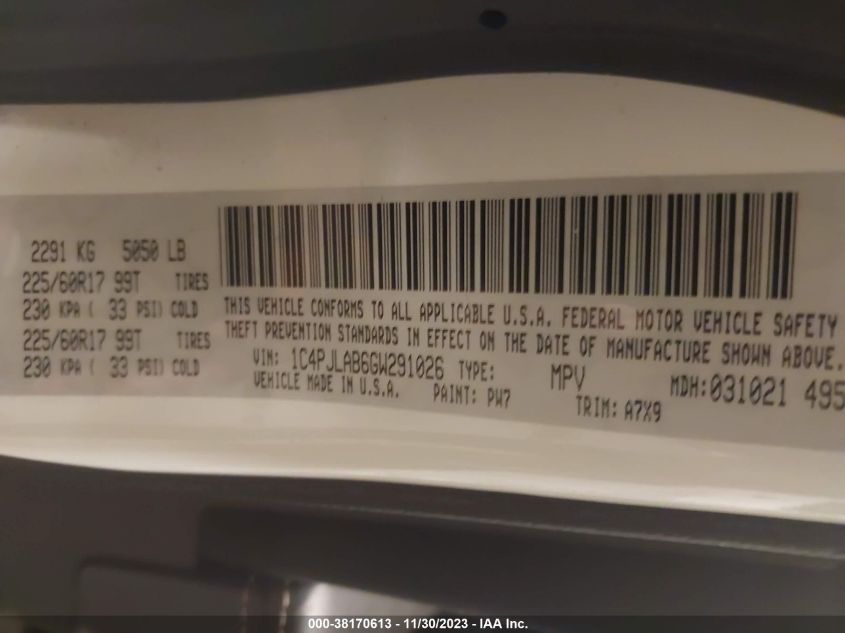 2291 KG 5050 LB
225/60R17 99T TIRES
230 KPA ( 33 PSI) COLD
225/60R17 99T TIRES
230 KPA ( 33 PSI) COLD
THIS VEHICLE CONFORMS TO ALL APPLICABLE U.S.A. FEDERAL MOTOR VEHICLE SAFETY
THEFT PREVENTION STANDARDS IN EFFECT ON THE DATE OF MANUFACTURE SHOWN ABOVE.
VIN: 1C4PJLAB6GW291026 TYPE: MPV MDH:031021 495
VEHICLE MADE IN U.S.A. PAINT: PW7 TRIM: A7X9
000-38170613 - 11/30/2023 - IAA Inc.